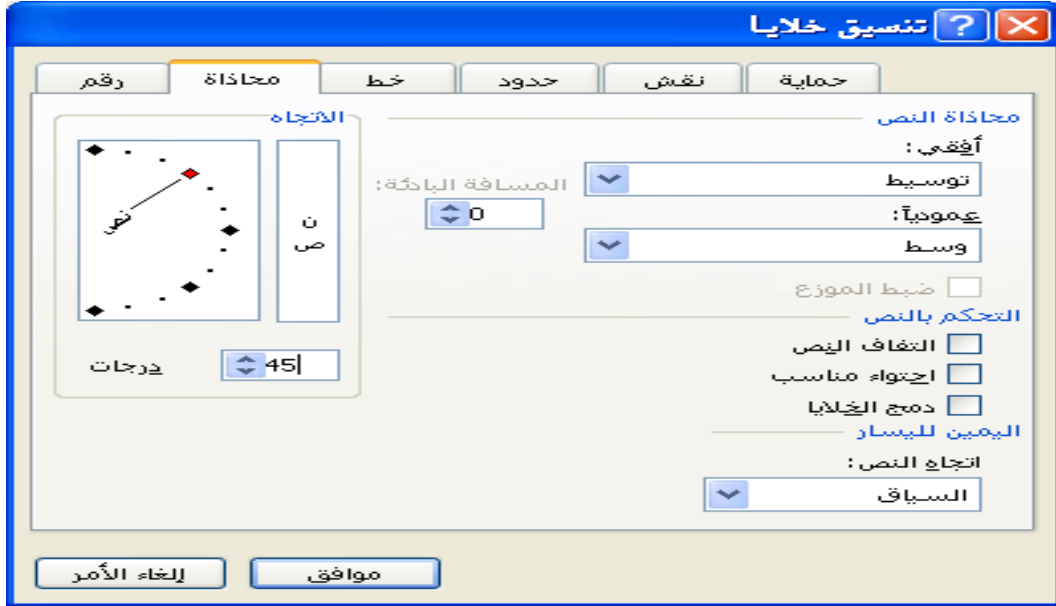 تنسيق خلايا
رقم محاذاة خط حدود نقش حماية
محاذاة النص
أفقي:
توسيط
المسافة البادئة:
0
عمودياً:
وسط
ضبط الموزع
التحكم بالنص
التفاف النص
احتواء مناسب
دمج الخلايا
اليمين لليسار
اتجاه النص:
السياق
الاتجاه
ن
ص
نص
45 درجات
موافق
إلغاء الأمر